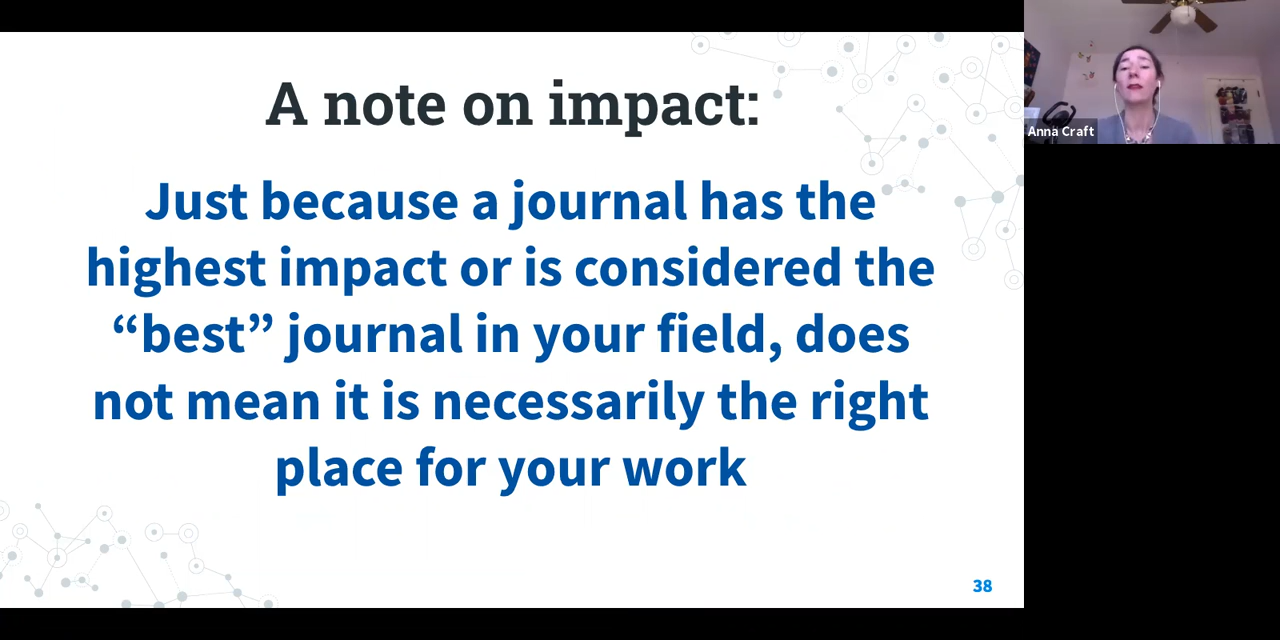 A note on impact:
Just because a journal has the
highest impact or is considered the
“best” journal in your field, does
not mean it is necessarily the right
place for your work
38
Anna Craft